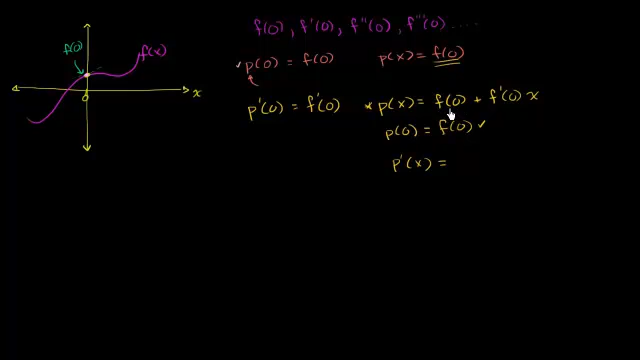 f(0), f'(0), f''(0), f'''(0) ....
f(0)
f(x)
p(0) = f(0)
p(x) = f(0)
x
0
p'(0) = f'(0)
* p(x) = f(0) + f'(0) x
p(0) = f(0) ✓
p'(x) =